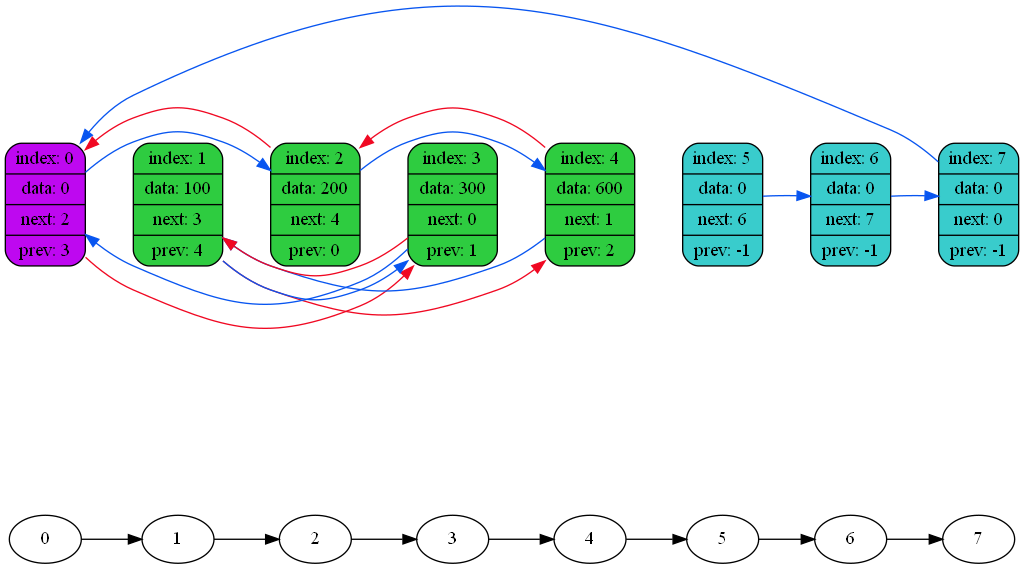 index: 0
data: 0
next: 2
prev: 3
index: 1
data: 100
next: 3
prev: 4
index: 2
data: 200
next: 4
prev: 0
index: 3
data: 300
next: 0
prev: 1
index: 4
data: 600
next: 1
prev: 2
index: 5
data: 0
next: 6
prev: -1
index: 6
data: 0
next: 7
prev: -1
index: 7
data: 0
next: 0
prev: -1
0
1
2
3
4
5
6
7